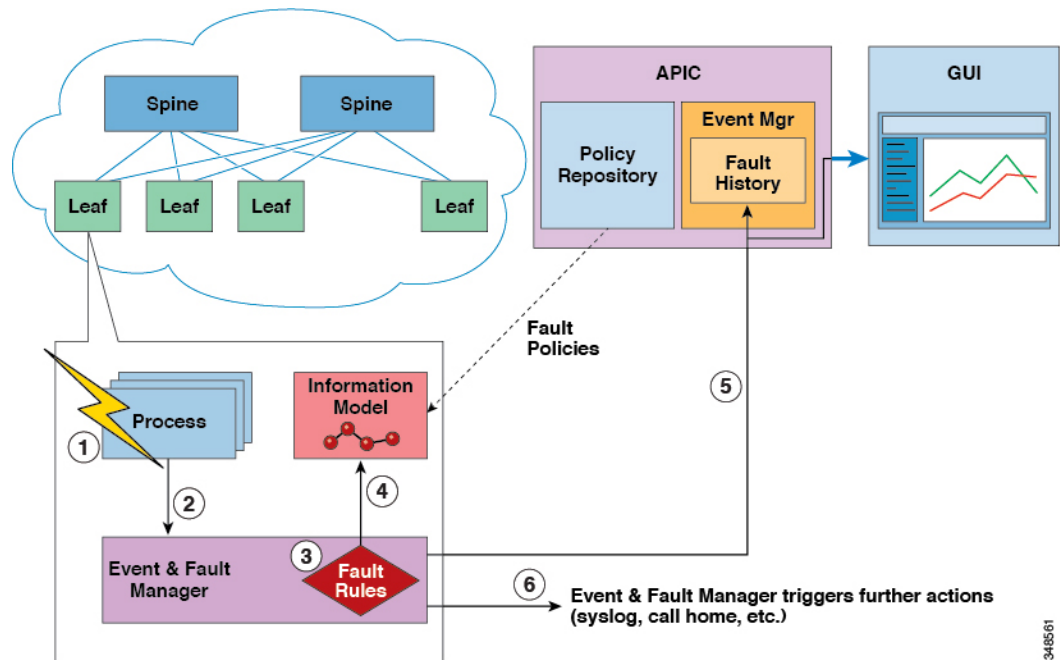 Spine
Spine
Leaf
Leaf
Leaf
Leaf
APIC
Policy
Repository
Event Mgr
Fault
History
GUI
Fault
Policies
1
Process
2
Information
Model
4
3
Event & Fault
Manager
Fault
Rules
5
6
Event & Fault Manager triggers further actions
(syslog, call home, etc.)
348561